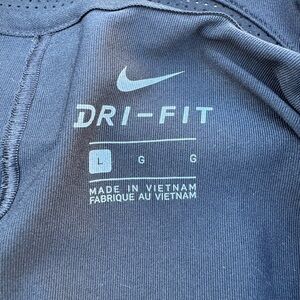 DRI-FIT
L G G
MADE IN VIETNAM
FABRIQUE AU VIETNAM